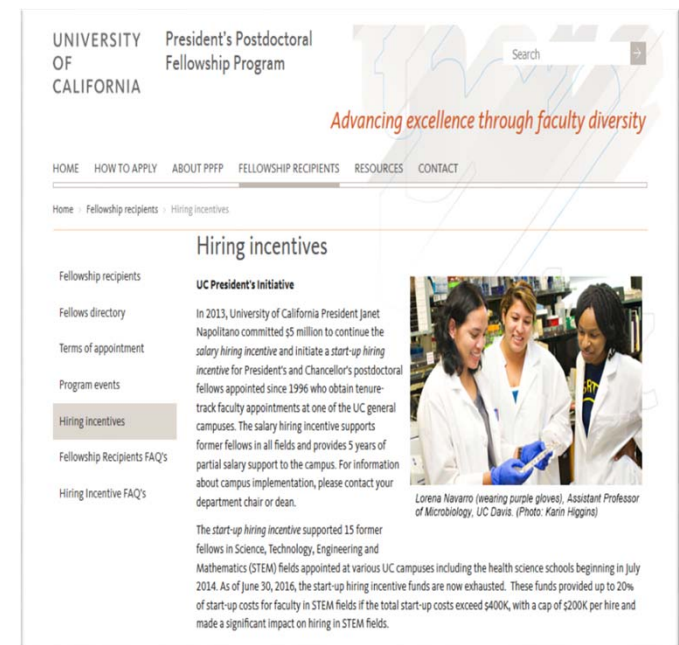 UNIVERSITY
OF
CALIFORNIA
President's Postdoctoral
Fellowship Program
Search
Advancing excellence through faculty diversity
HOME HOW TO APPLY ABOUT PPFP FELLOWSHIP RECIPIENTS RESOURCES CONTACT
Home › Fellowship recipients › Hiring incentives
Fellowship recipients
Fellows directory
Terms of appointment
Program events
Hiring incentives
Fellowship Recipients FAQ's
Hiring Incentive FAQ's
Hiring incentives
UC President's Initiative
In 2013, University of California President Janet
Napolitano committed $5 million to continue the
salary hiring incentive and initiate a start-up hiring
incentive for President's and Chancellor's postdoctoral
fellows appointed since 1996 who obtain tenure-
track faculty appointments at one of the UC general
campuses. The salary hiring incentive supports
former fellows in all fields and provides 5 years of
partial salary support to the campus. For information
about campus implementation, please contact your
department chair or dean.
Lorena Navarro (wearing purple gloves), Assistant Professor
of Microbiology, UC Davis. (Photo: Karin Higgins)
The start-up hiring incentive supported 15 former
fellows in Science, Technology, Engineering and
Mathematics (STEM) fields appointed at various UC campuses including the health science schools beginning in July
2014. As of June 30, 2016, the start-up hiring incentive funds are now exhausted. These funds provided up to 20%
of start-up costs for faculty in STEM fields if the total start-up costs exceed $400K, with a cap of $200K per hire and
made a significant impact on hiring in STEM fields.